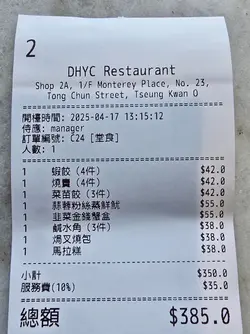 2
DHYC Restaurant
Shop 2A, 1/F Monterey Place, No. 23,
Tong Chun Street, Tseung Kwan O
開檯時間: 2025-04-17 13:15:12
侍應: manager
訂單編號: C24 [堂食]
人數: 1
1 蝦餃 (4件) $42.0
1 燒賣 (4件) $42.0
1 菜苗餃 (3件) $42.0
1 蒜蓉粉絲蒸鮮魷 $55.0
1 韭菜金錢蟹盒 $55.0
1 鹹水角 (3件) $38.0
1 焗叉燒包 $38.0
1 馬拉糕 $38.0
小計 $350.0
服務費(10%) $35.0
總額 $385.0